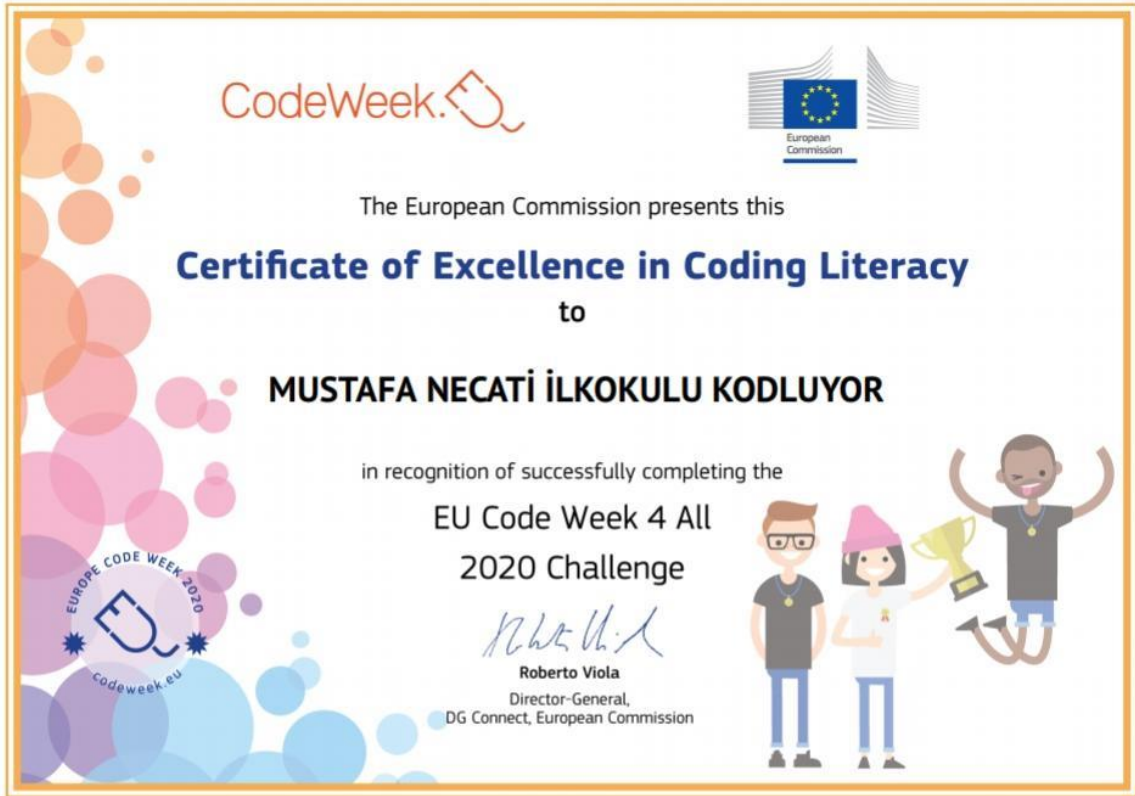 CodeWeek.EU
European
Commission
The European Commission presents this
Certificate of Excellence in Coding Literacy
to
MUSTAFA NECATİ İLKOKULU KODLUYOR
in recognition of successfully completing the
EU Code Week 4 All
2020 Challenge
Roberto Viola
Director-General,
DG Connect, European Commission
EUROPE CODE WEEK 2020
codeweek.eu